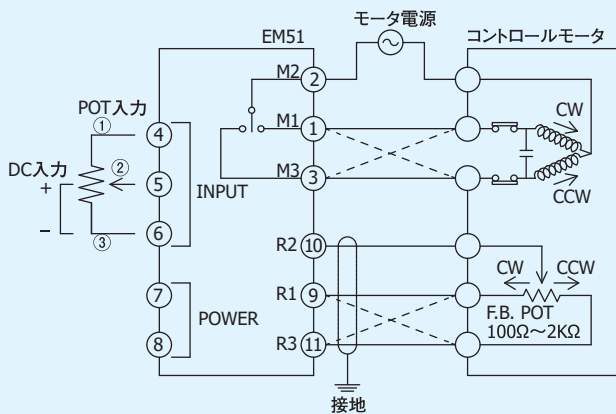 モータ電源
EM51
コントロールモータ
M2
2
POT入力
①
4
M1
1
CW
DC入力
②
+
5
INPUT
M3
3
CCW
−
③
6
R2
10
7
POWER
R1
9
CW
CCW
F.B. POT
100Ω～2KΩ
8
R3
11
接地